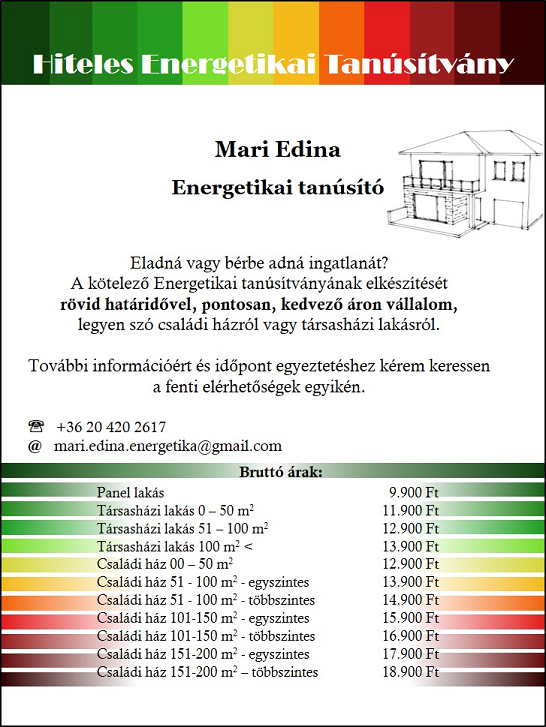 Hiteles Energetikai Tanúsítvány
Mari Edina
Energetikai tanúsító
Eladná vagy bérbe adná ingatlanát?
A kötelező Energetikai tanúsítványának elkészítését
rövid határidővel, pontosan, kedvező áron vállalom,
legyen szó családi házról vagy társasházi lakásról.
További információért és időpont egyeztetéshez kérem keressen
a fenti elérhetőségek egyikén.
☎ +36 20 420 2617
@ mari.edina.energetika@gmail.com
Bruttó árak:
Panel lakás 9.900 Ft
Társasházi lakás 0 – 50 m² 11.900 Ft
Társasházi lakás 51 – 100 m² 12.900 Ft
Társasházi lakás 100 m² < 13.900 Ft
Családi ház 00 – 50 m² 12.900 Ft
Családi ház 51 - 100 m² - egyszintes 13.900 Ft
Családi ház 51 - 100 m² - többszintes 14.900 Ft
Családi ház 101-150 m² - egyszintes 15.900 Ft
Családi ház 101-150 m² - többszintes 16.900 Ft
Családi ház 151-200 m² - egyszintes 17.900 Ft
Családi ház 151-200 m² – többszintes 18.900 Ft